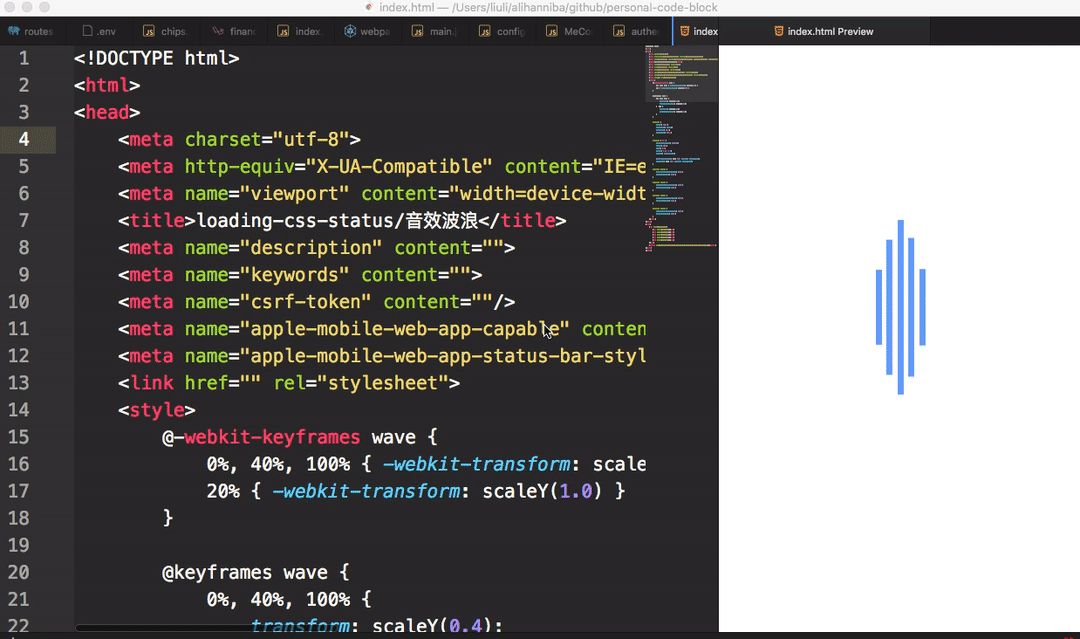 index.html — /Users/liuli/alihanniba/github/personal-code-block
routes .env chips. finan index. webpa main.j config MeCo authe index index.html Preview
1 <!DOCTYPE html>
2 <html>
3 <head>
4 <meta charset="utf-8">
5 <meta http-equiv="X-UA-Compatible" content="IE=e
6 <meta name="viewport" content="width=device-widt
7 <title>loading-css-status/音效波浪</title>
8 <meta name="description" content="">
9 <meta name="keywords" content="">
10 <meta name="csrf-token" content=""/>
11 <meta name="apple-mobile-web-app-capable" conten
12 <meta name="apple-mobile-web-app-status-bar-styl
13 <link href="" rel="stylesheet">
14 <style>
15 @-webkit-keyframes wave {
16 0%, 40%, 100% { -webkit-transform: scale
17 20% { -webkit-transform: scaleY(1.0) }
18 }
19
20 @keyframes wave {
21 0%, 40%, 100% {
22 transform: scaleY(0.4);